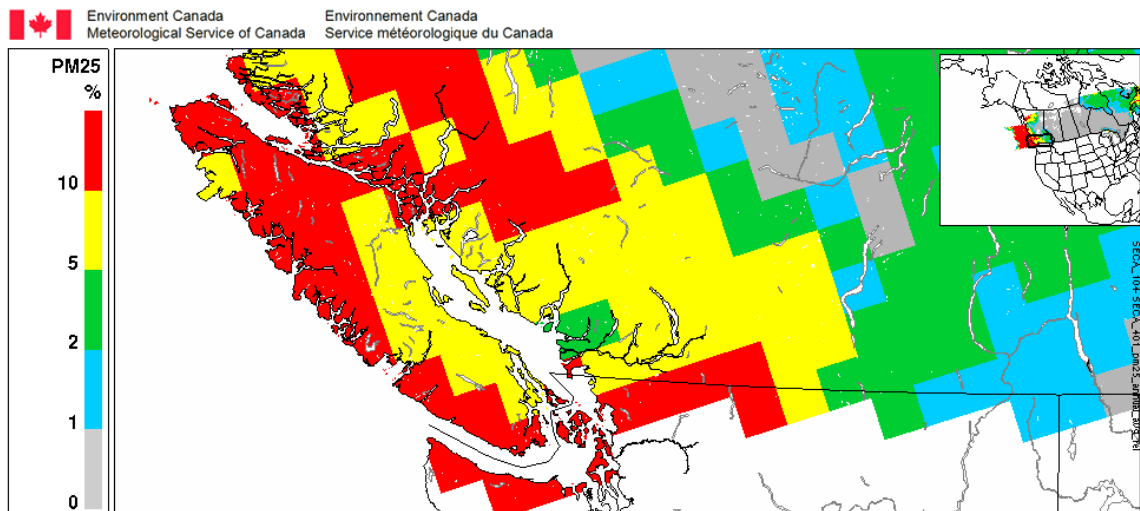 Environment Canada
Meteorological Service of Canada
Environnement Canada
Service météorologique du Canada
PM25
%
10
5
2
1
0